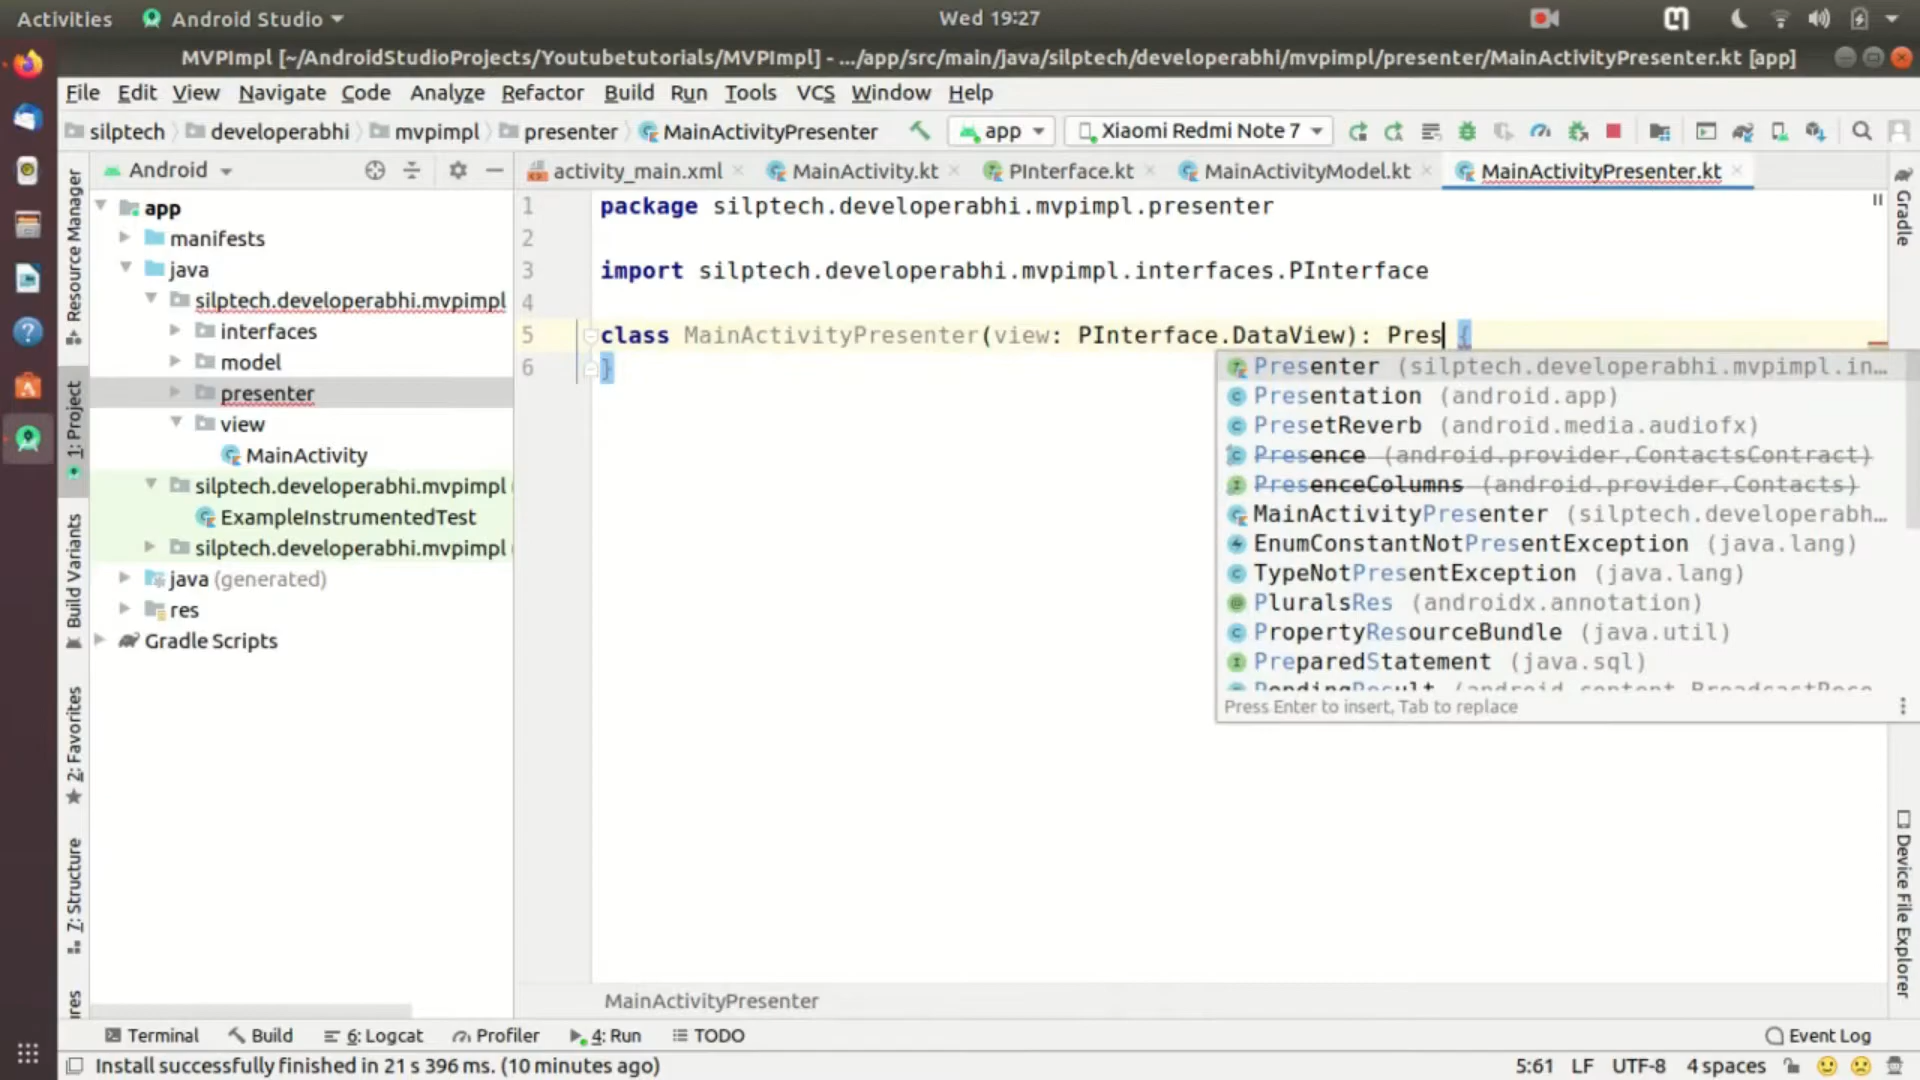 Activities Android Studio Wed 19:27
MVPImpl [~/AndroidStudioProjects/Youtubetutorials/MVPImpl] - .../app/src/main/java/silptech/developerabhi/mvpimpl/presenter/MainActivityPresenter.kt [app]
File Edit View Navigate Code Analyze Refactor Build Run Tools VCS Window Help
silptech developerabhi mvpimpl presenter MainActivityPresenter app Xiaomi Redmi Note 7
Android activity_main.xml MainActivity.kt PInterface.kt MainActivityModel.kt MainActivityPresenter.kt
Resource Manager
1: Project
Build Variants
2: Favorites
7: Structure
app
manifests
java
silptech.developerabhi.mvpimpl
interfaces
model
presenter
view
MainActivity
silptech.developerabhi.mvpimpl
ExampleInstrumentedTest
silptech.developerabhi.mvpimpl
java (generated)
res
Gradle Scripts
1 package silptech.developerabhi.mvpimpl.presenter
2
3 import silptech.developerabhi.mvpimpl.interfaces.PInterface
4
5 class MainActivityPresenter(view: PInterface.DataView): Pres {
6 }
Presenter (silptech.developerabhi.mvpimpl.in...
Presentation (android.app)
PresetReverb (android.media.audiofx)
Presence (android.provider.ContactsContract)
PresenceColumns (android.provider.Contacts)
MainActivityPresenter (silptech.developerabh...
EnumConstantNotPresentException (java.lang)
TypeNotPresentException (java.lang)
PluralsRes (androidx.annotation)
PropertyResourceBundle (java.util)
PreparedStatement (java.sql)
Press Enter to insert, Tab to replace
Gradle
Device File Explorer
MainActivityPresenter
Terminal Build 6: Logcat Profiler 4: Run TODO Event Log
Install successfully finished in 21 s 396 ms. (10 minutes ago) 5:61 LF UTF-8 4 spaces